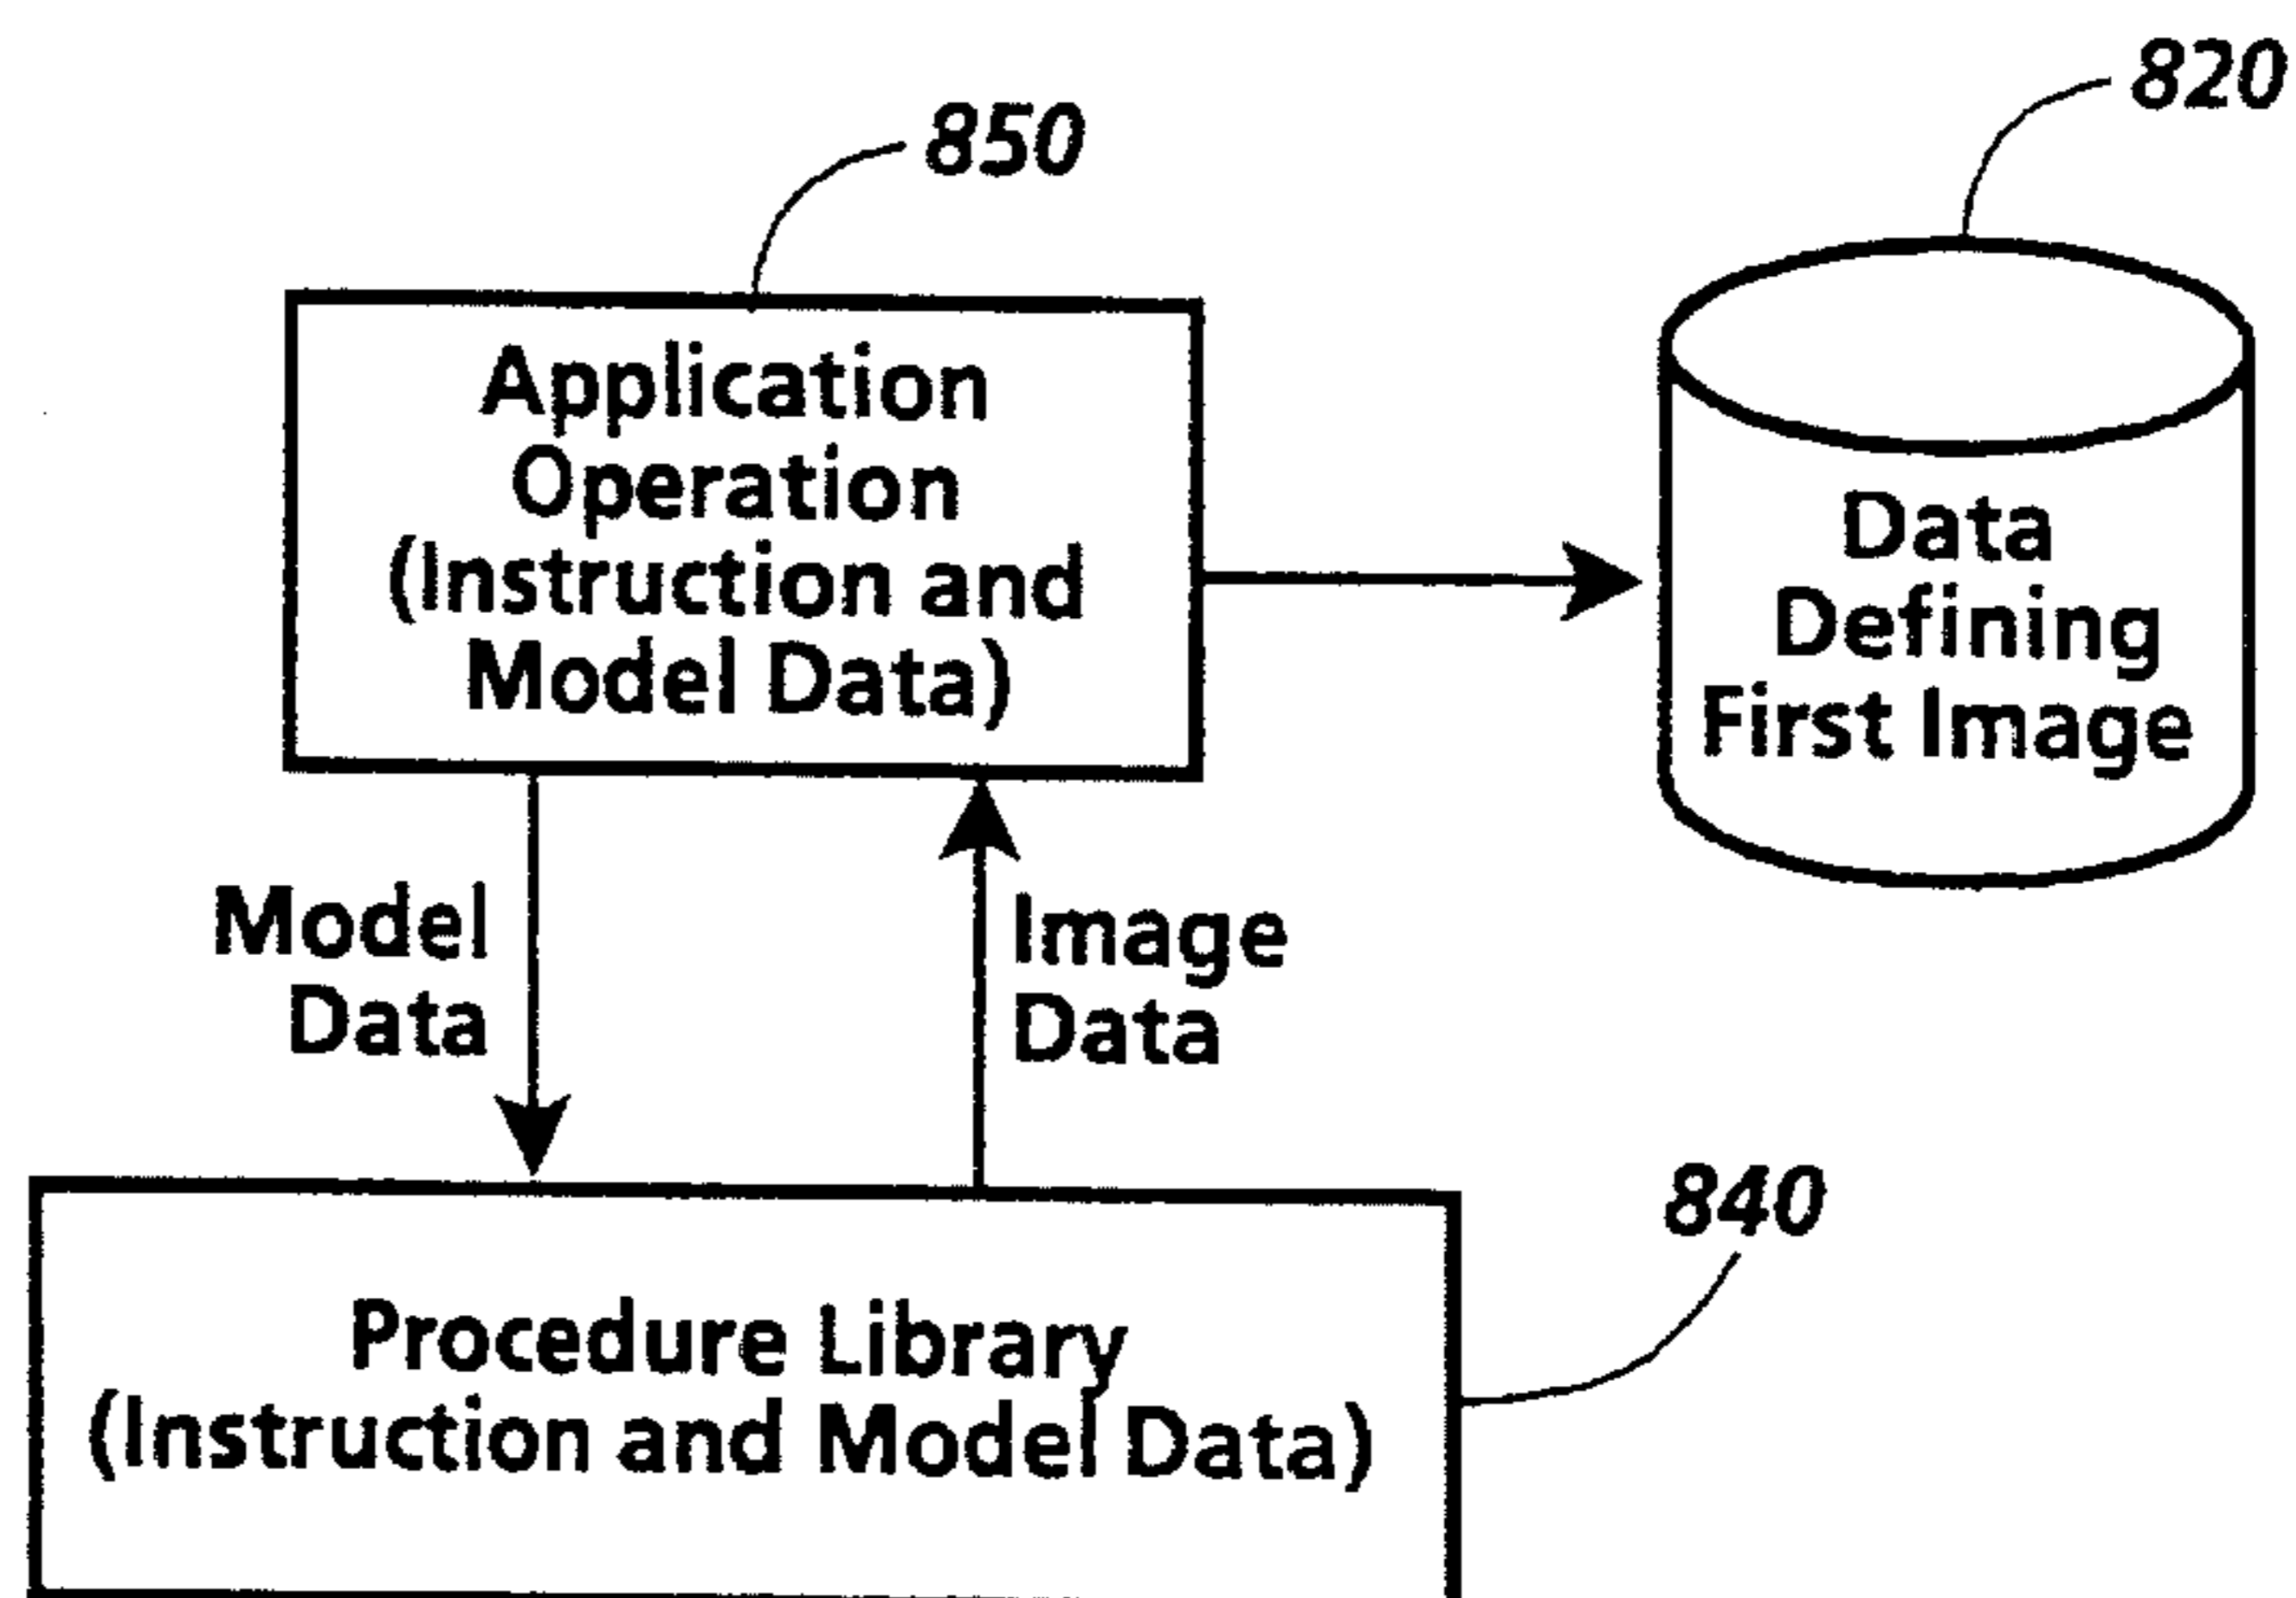 820
850
Application
Operation
(Instruction and
Model Data)
Data
Defining
First Image
Model
Data
Image
Data
840
Procedure Library
(Instruction and Model Data)